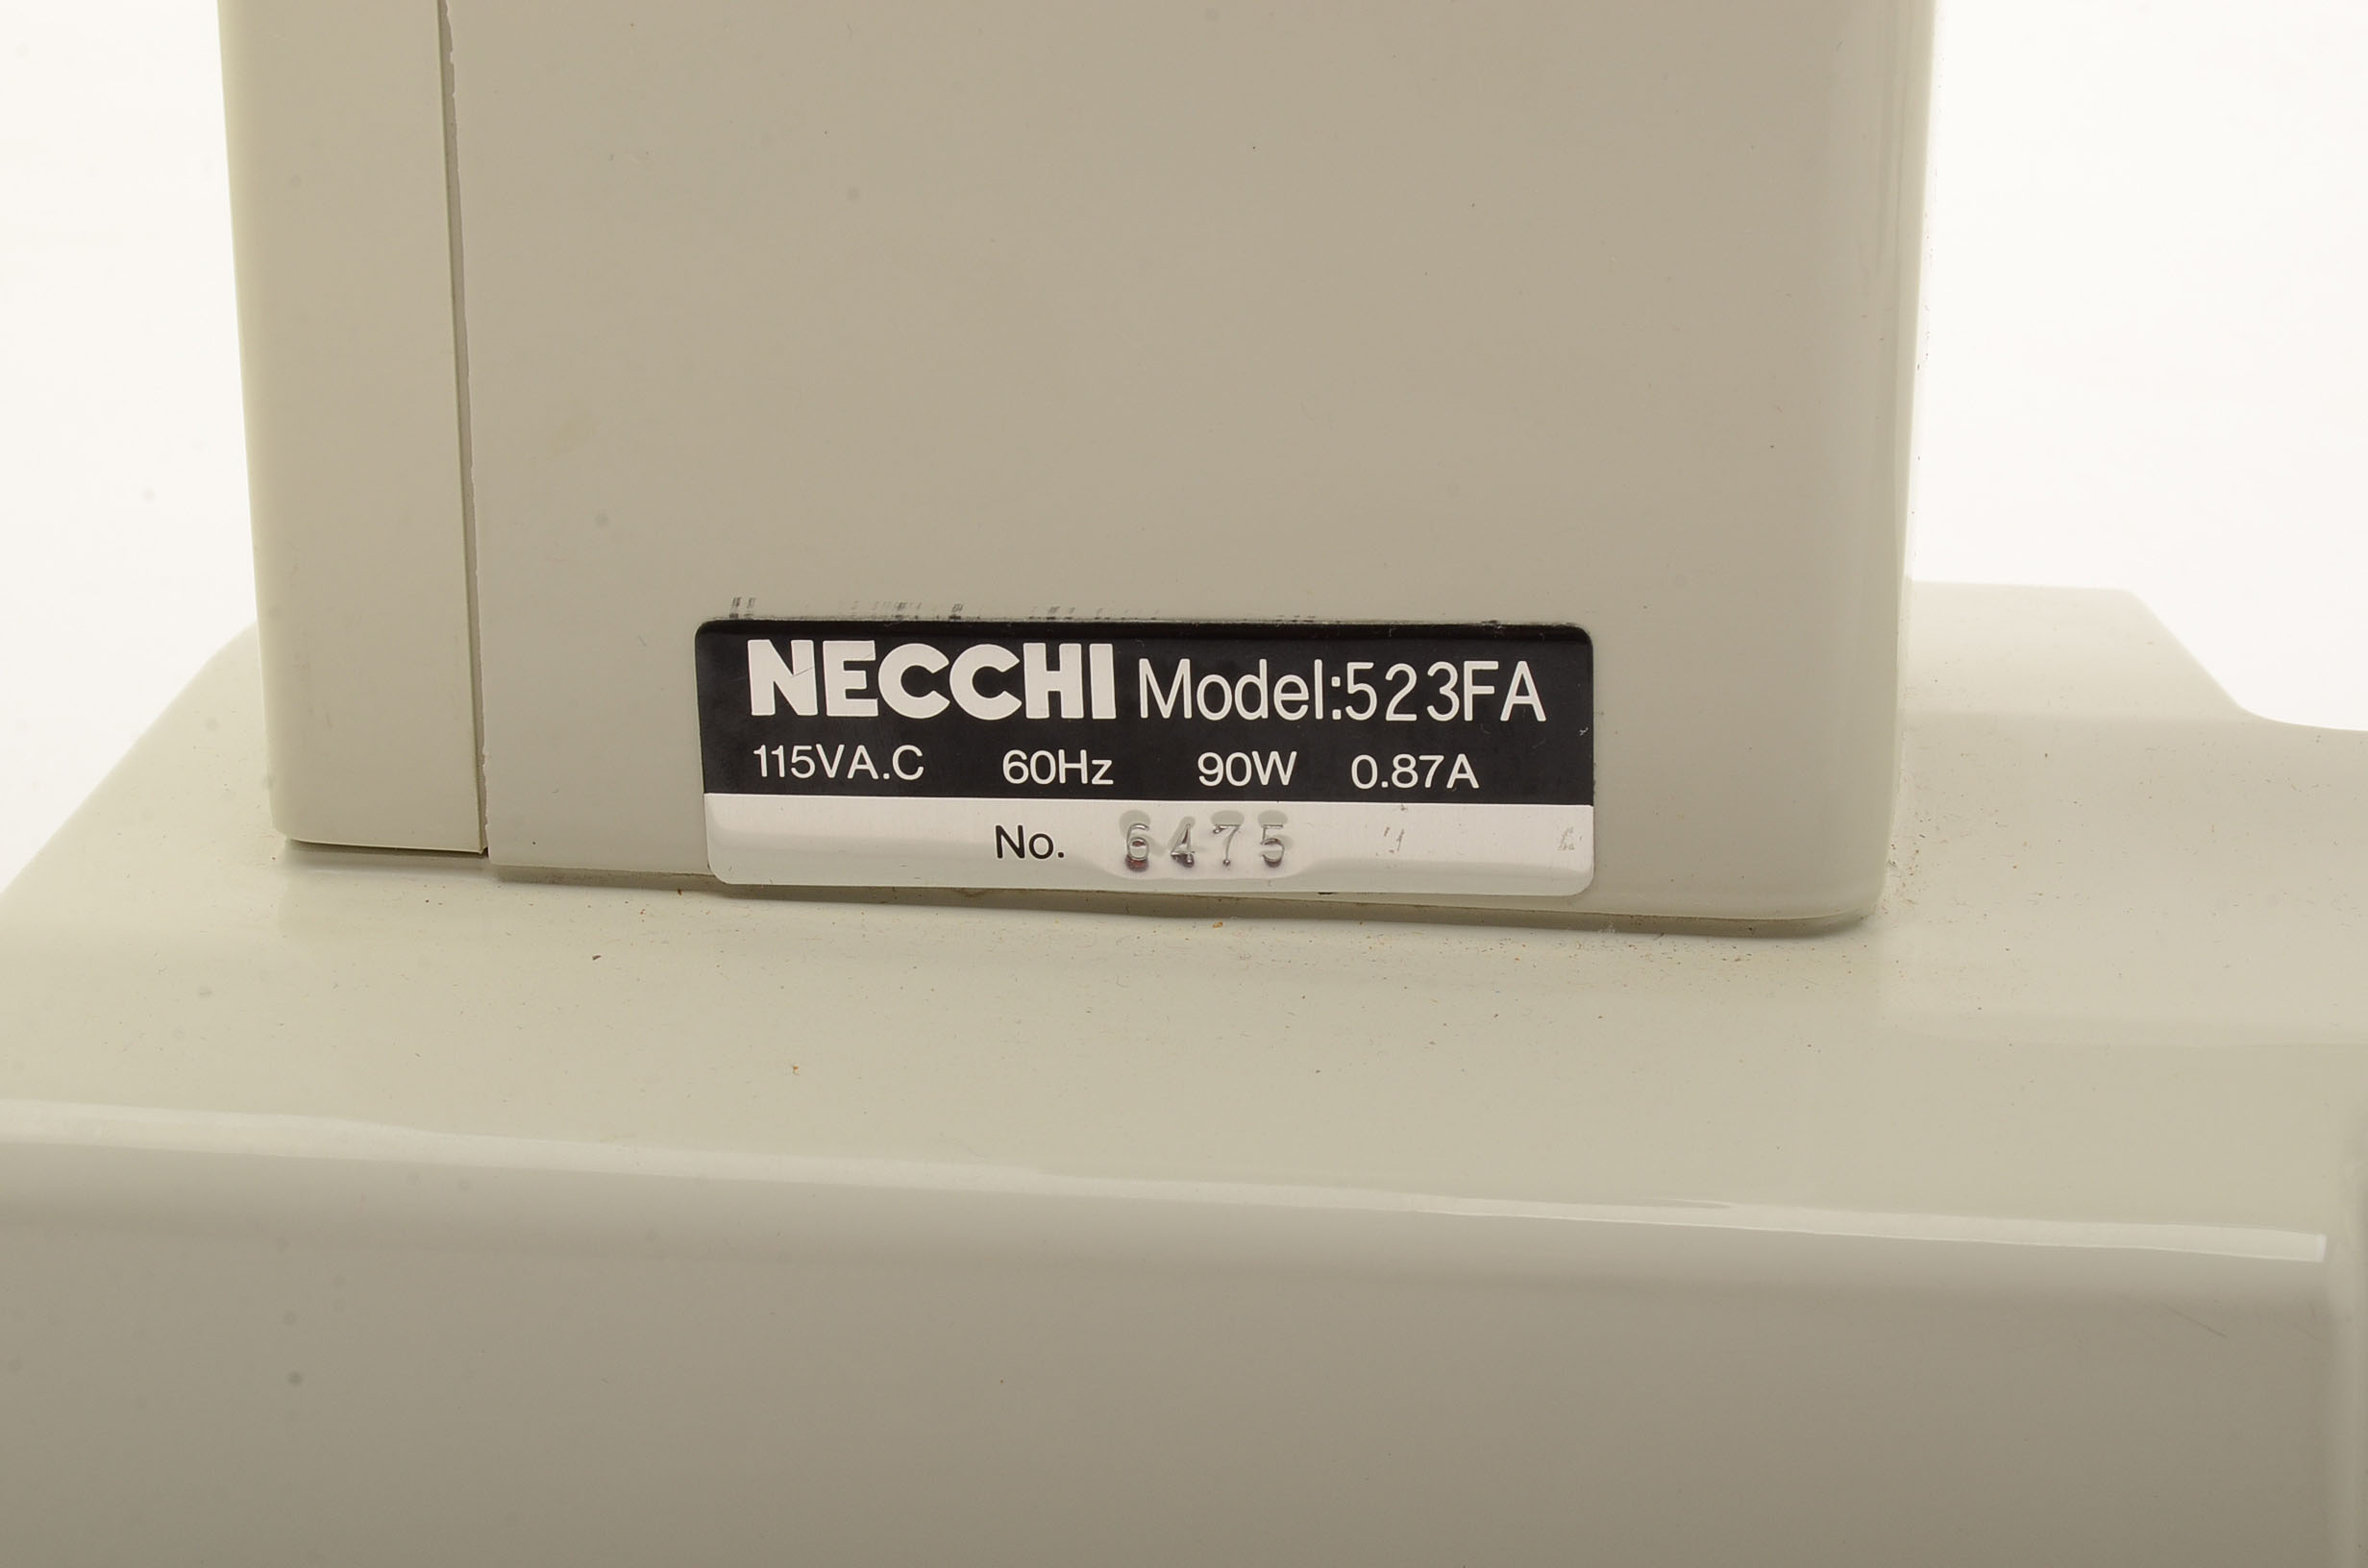 NECCHI Model:523FA
115VA.C 60Hz 90W 0.87A
No. 6475